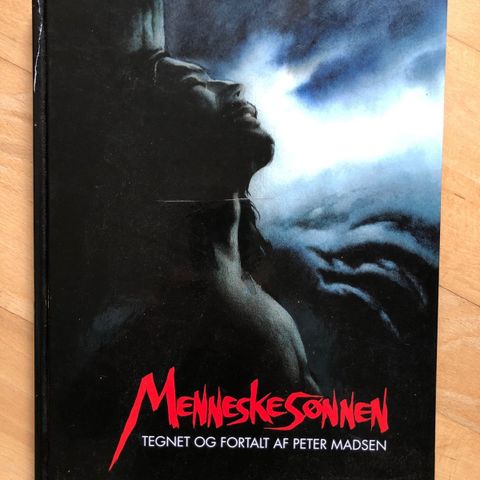 MENNESKESØNNEN
TEGNET OG FORTALT AF PETER MADSEN